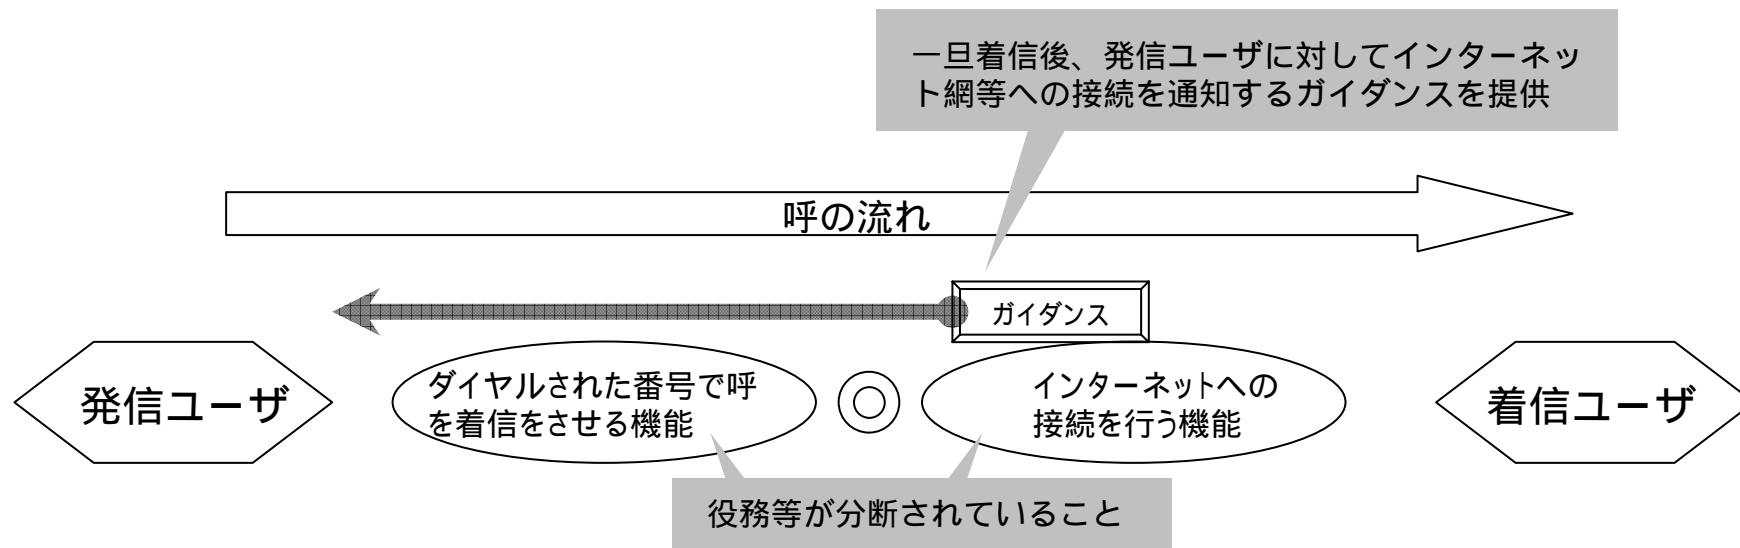 一旦着信後、発信ユーザに対してインターネッ
ト網等への接続を通知するガイダンスを提供
呼の流れ
ガイダンス
発信ユーザ
ダイヤルされた番号で呼
を着信をさせる機能
インターネットへの
接続を行う機能
着信ユーザ
役務等が分断されていること